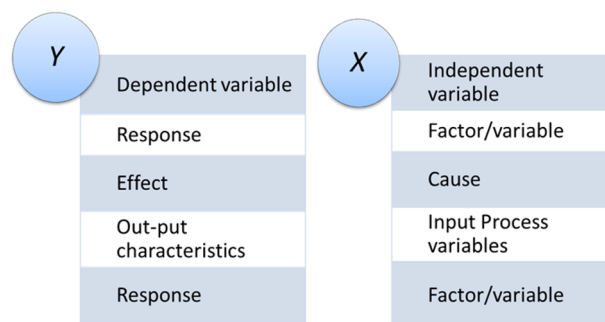 Y
Dependent variable
Response
Effect
Out-put
characteristics
Response
X
Independent
variable
Factor/variable
Cause
Input Process
variables
Factor/variable